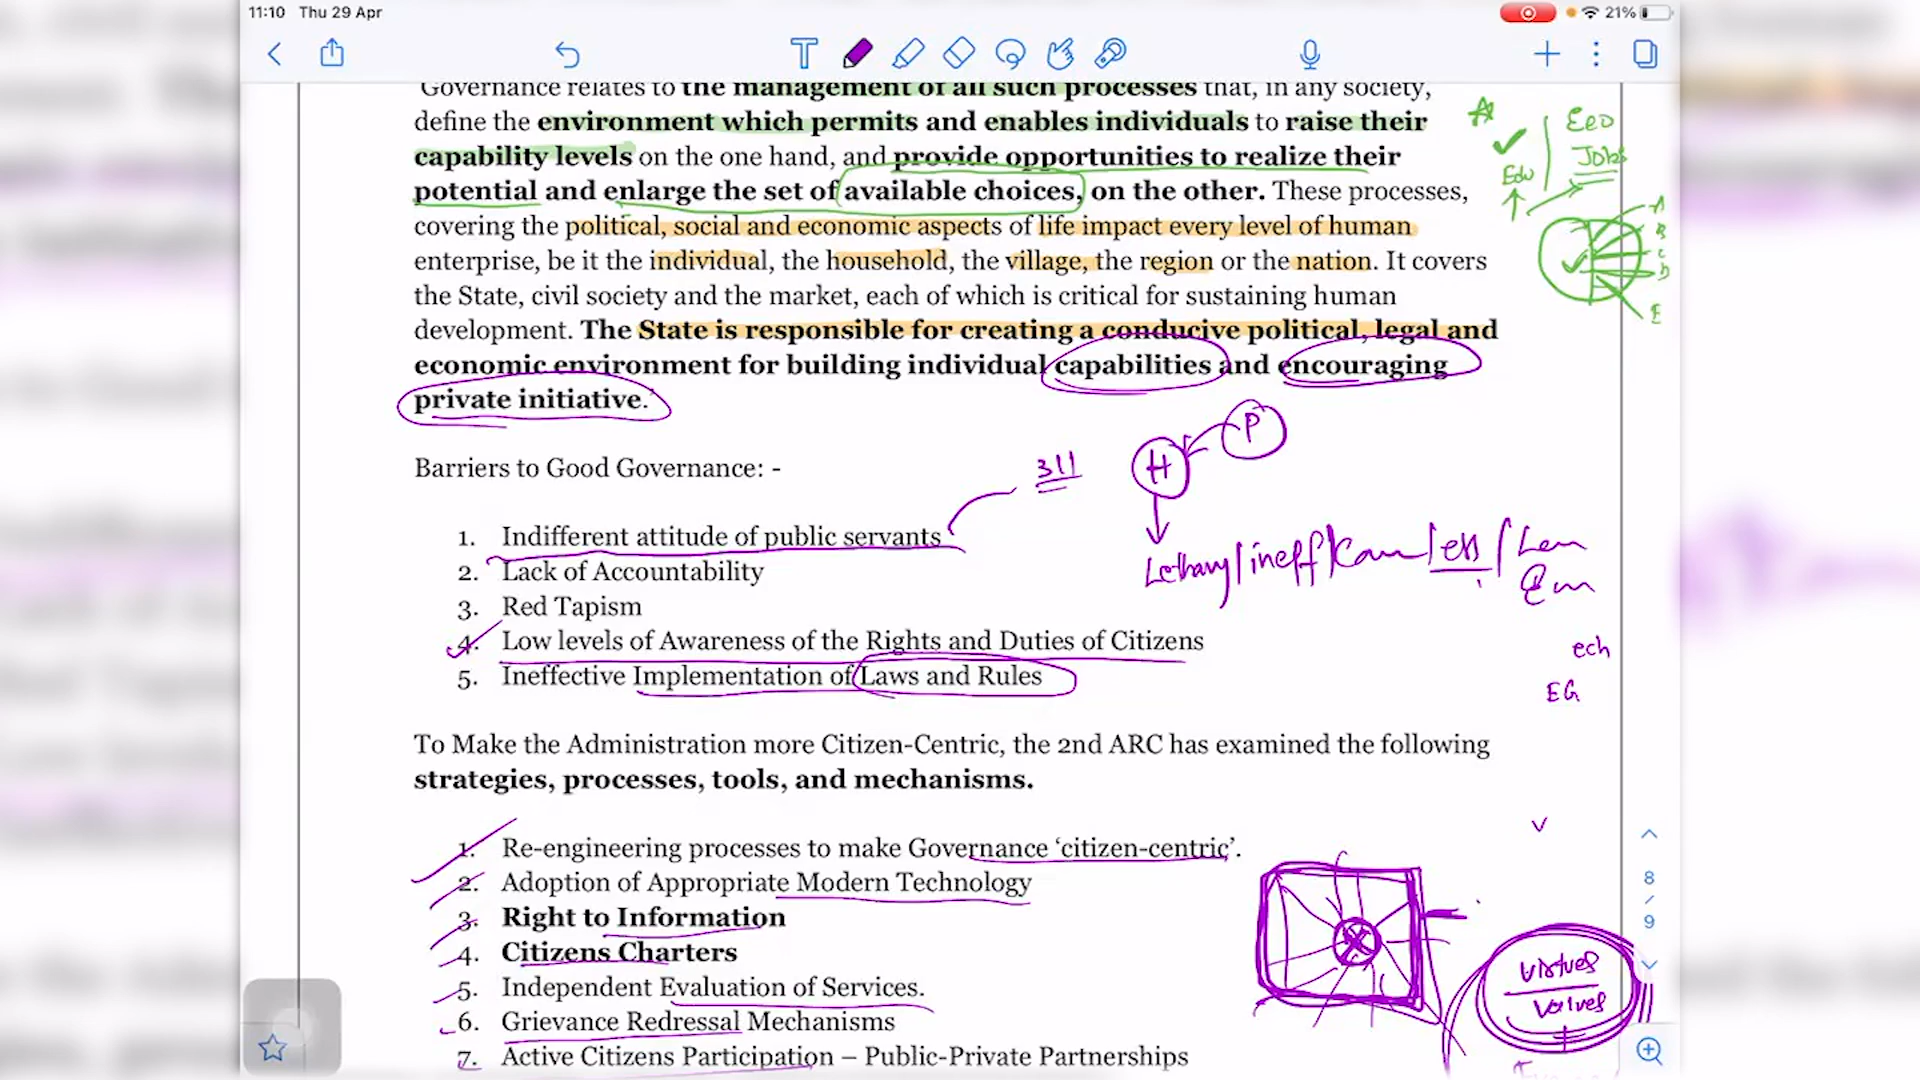 11:10 Thu 29 Apr
21%
Governance relates to the management of all such processes that, in any society,
define the environment which permits and enables individuals to raise their
capability levels on the one hand, and provide opportunities to realize their
potential and enlarge the set of available choices, on the other. These processes,
covering the political, social and economic aspects of life impact every level of human
enterprise, be it the individual, the household, the village, the region or the nation. It covers
the State, civil society and the market, each of which is critical for sustaining human
development. The State is responsible for creating a conducive political, legal and
economic environment for building individual capabilities and encouraging
private initiative.
Eco
Jobs
Edu
A
B
C
D
E
Barriers to Good Governance: -
311
H
P
1. Indifferent attitude of public servants
2. Lack of Accountability
3. Red Tapism
4. Low levels of Awareness of the Rights and Duties of Citizens
5. Ineffective Implementation of Laws and Rules
ech
EG
To Make the Administration more Citizen-Centric, the 2nd ARC has examined the following
strategies, processes, tools, and mechanisms.
1. Re-engineering processes to make Governance ‘citizen-centric’.
2. Adoption of Appropriate Modern Technology
3. Right to Information
4. Citizens Charters
5. Independent Evaluation of Services.
6. Grievance Redressal Mechanisms
7. Active Citizens Participation – Public-Private Partnerships
8
/
9
Virtues
Values